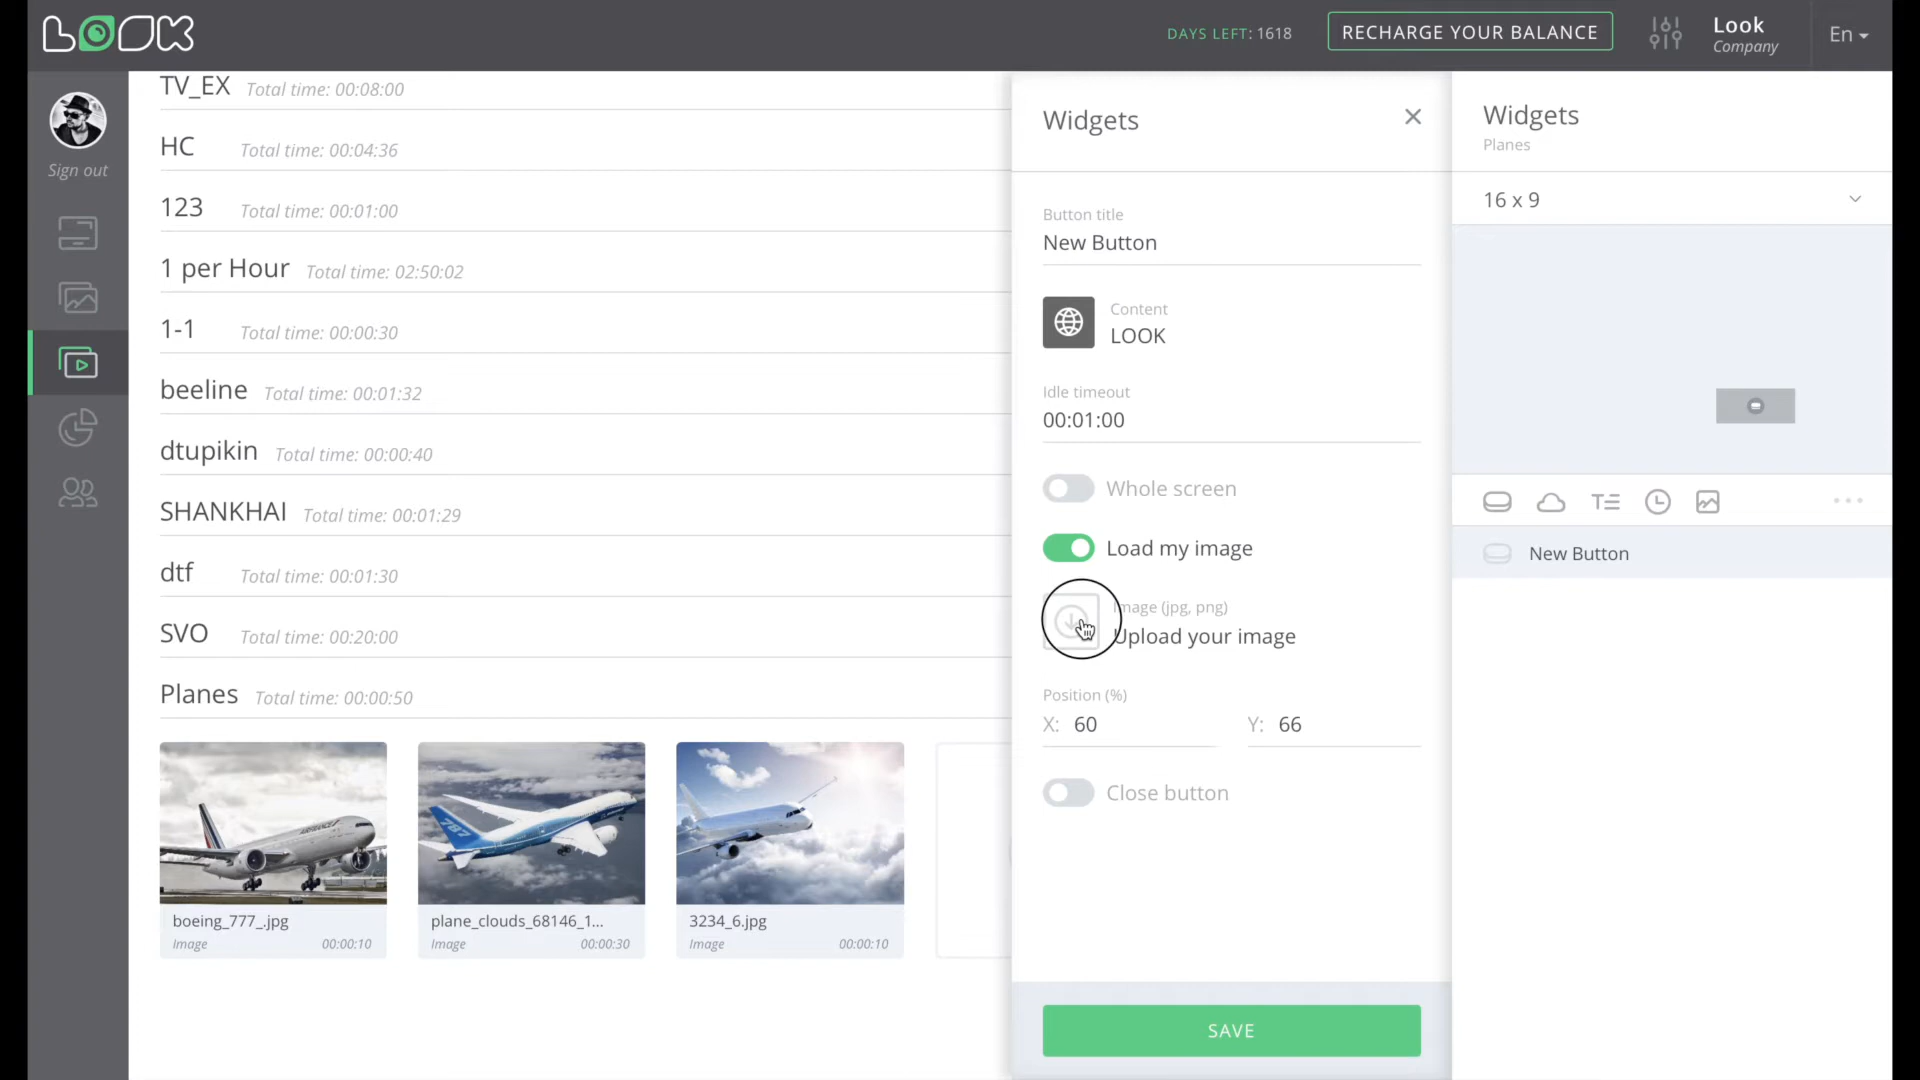 LOOK
DAYS LEFT: 1618
RECHARGE YOUR BALANCE
Look
Company
En
Sign out
TV_EX Total time: 00:08:00
HC Total time: 00:04:36
123 Total time: 00:01:00
1 per Hour Total time: 02:50:02
1-1 Total time: 00:00:30
beeline Total time: 00:01:32
dtupikin Total time: 00:00:40
SHANKHAI Total time: 00:01:29
dtf Total time: 00:01:30
SVO Total time: 00:20:00
Planes Total time: 00:00:50
787
boeing_777_.jpg
Image 00:00:10
plane_clouds_68146_1...
Image 00:00:30
3234_6.jpg
Image 00:00:10
Widgets
Button title
New Button
Content
LOOK
Idle timeout
00:01:00
Whole screen
Load my image
Image (jpg, png)
Upload your image
Position (%)
X: 60 Y: 66
Close button
SAVE
Widgets
Planes
16 x 9
New Button